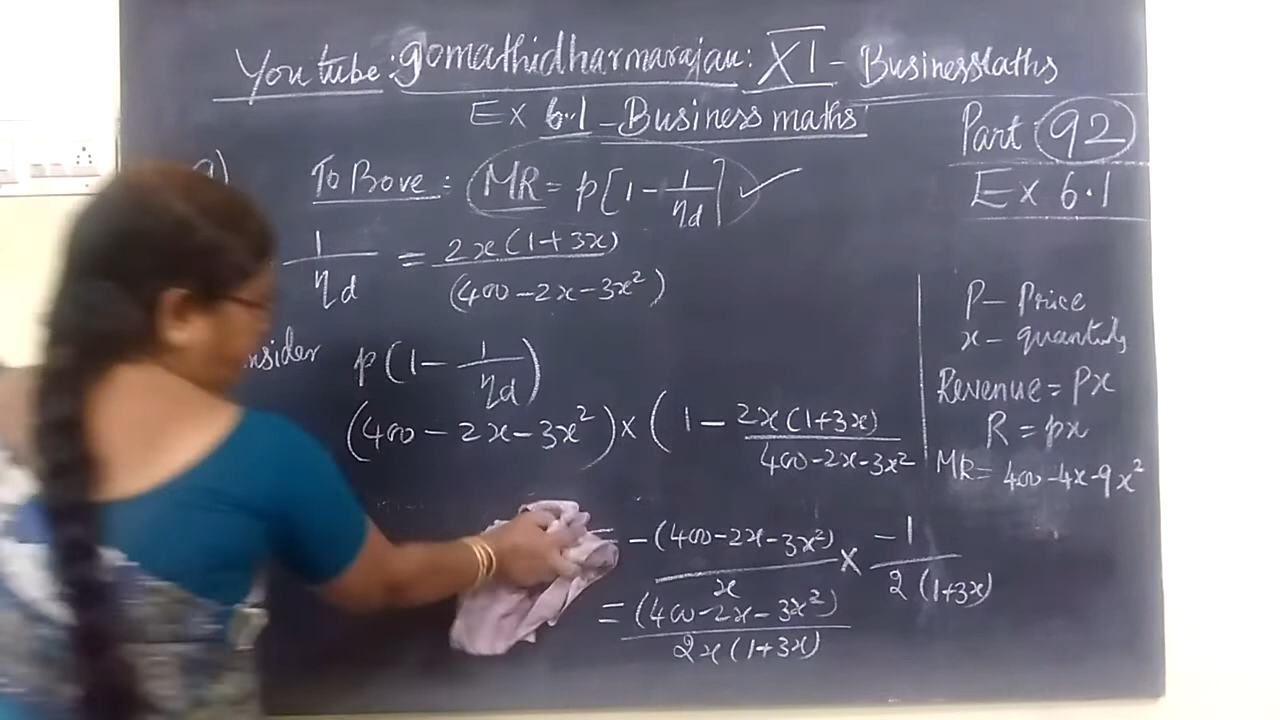 Youtube: gomathidharmarajan: XI - BusinessMaths
Ex 6.1 - Business maths
Part 92
Ex 6.1
9)
To Prove: MR = p[1 - 1/ηd] ✓
1/ηd = 2x(1+3x)/(400-2x-3x²)
nsider p(1 - 1/ηd)
(400-2x-3x²) × (1 - 2x(1+3x)/400-2x-3x²
= -(400-2x-3x²)/x × -1/2(1+3x)
= (400-2x-3x²)/2x(1+3x)
P - Price
x - quantity
Revenue = Px
R = px
MR = 400-4x-9x²